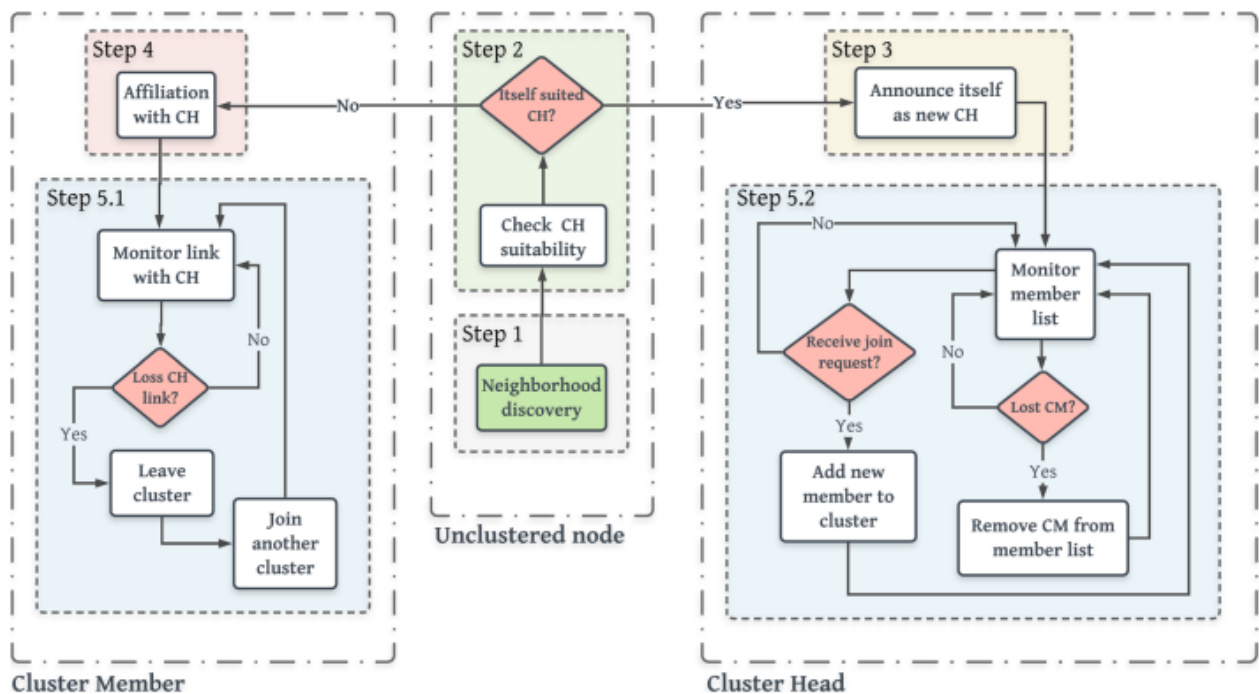 Step 4
Affiliation
with CH
Step 5.1
Monitor link
with CH
No
Loss CH
link?
Yes
Leave
cluster
Join
another
cluster
Cluster Member
No
Step 2
Itself suited
CH?
Check CH
suitability
Step 1
Neighborhood
discovery
Unclustered node
Yes
Step 3
Announce itself
as new CH
Step 5.2
No
Monitor
member
list
Receive join
request?
No
Lost CM?
Yes
Yes
Add new
member to
cluster
Remove CM from
member list
Cluster Head